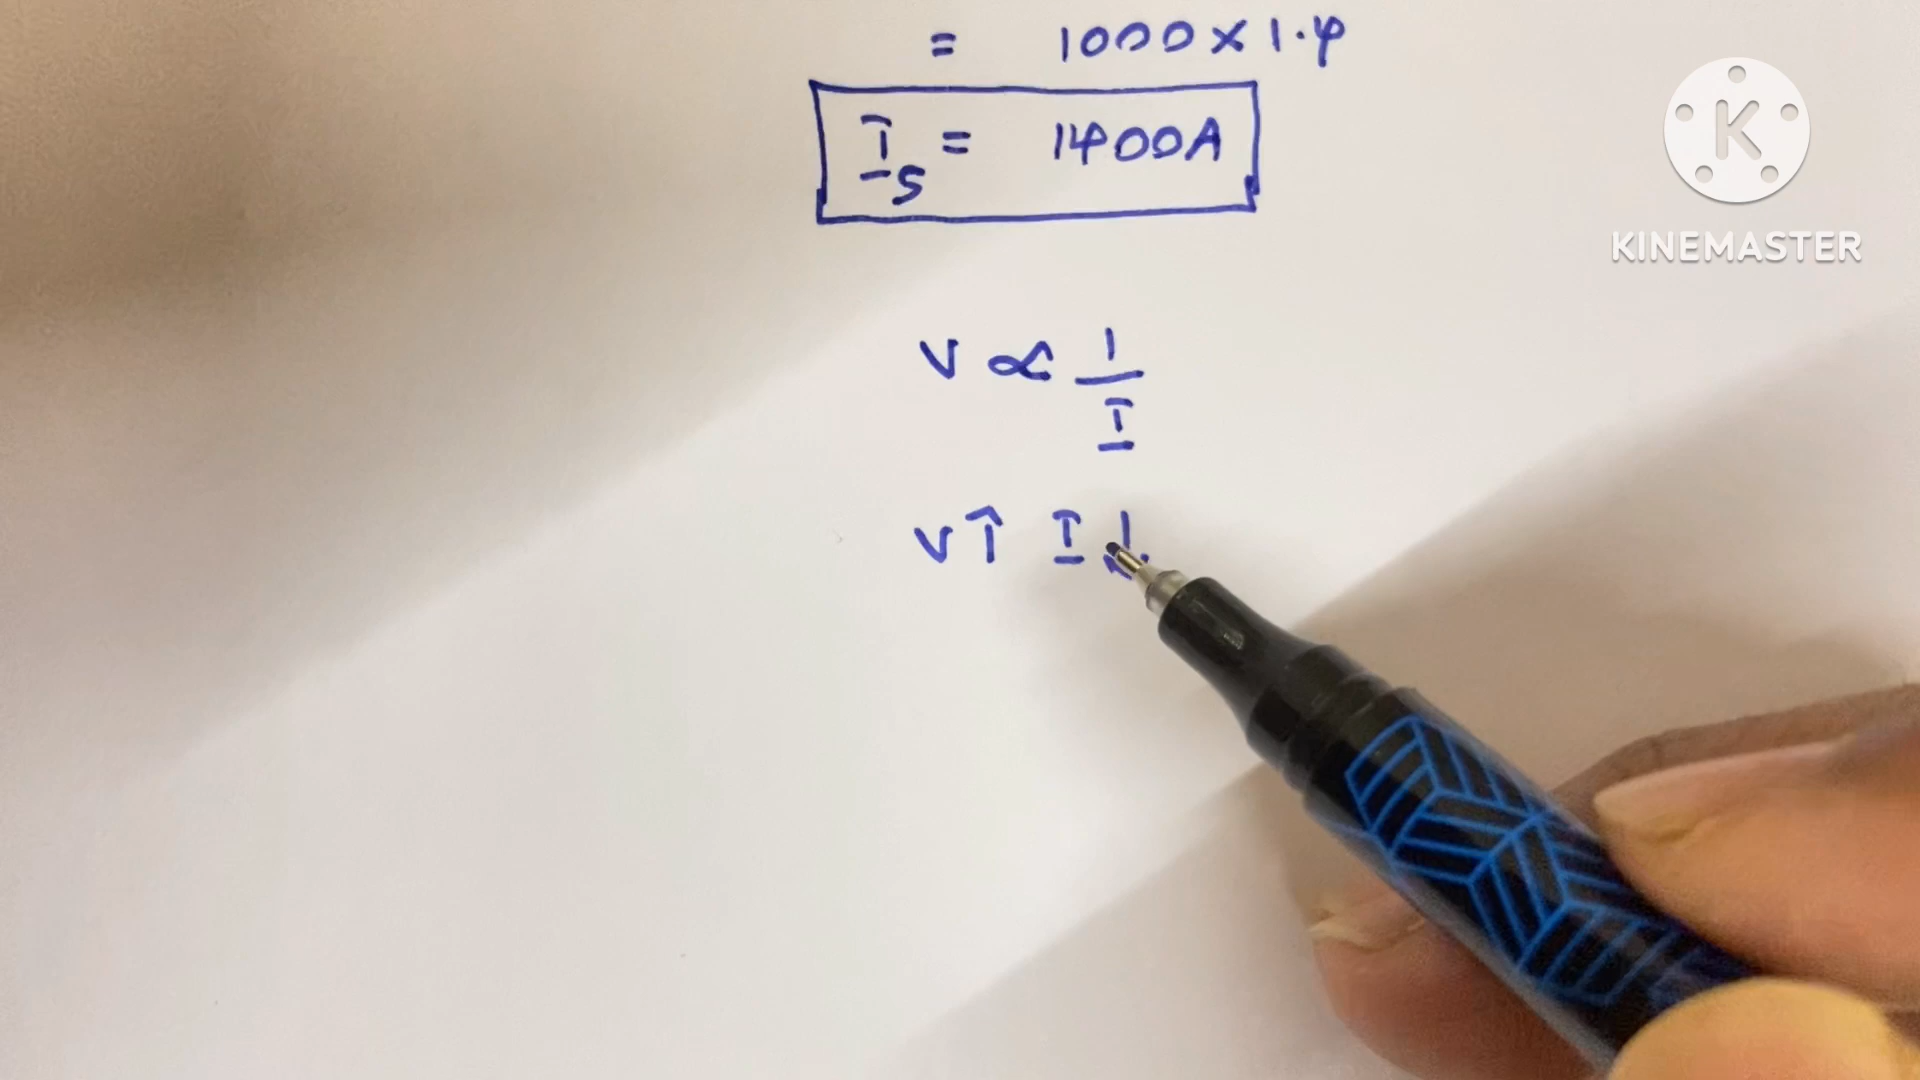 = 1000 × 1.4
I_S = 1400A
V ∝ 1/I
V↑ I↓
KINEMASTER